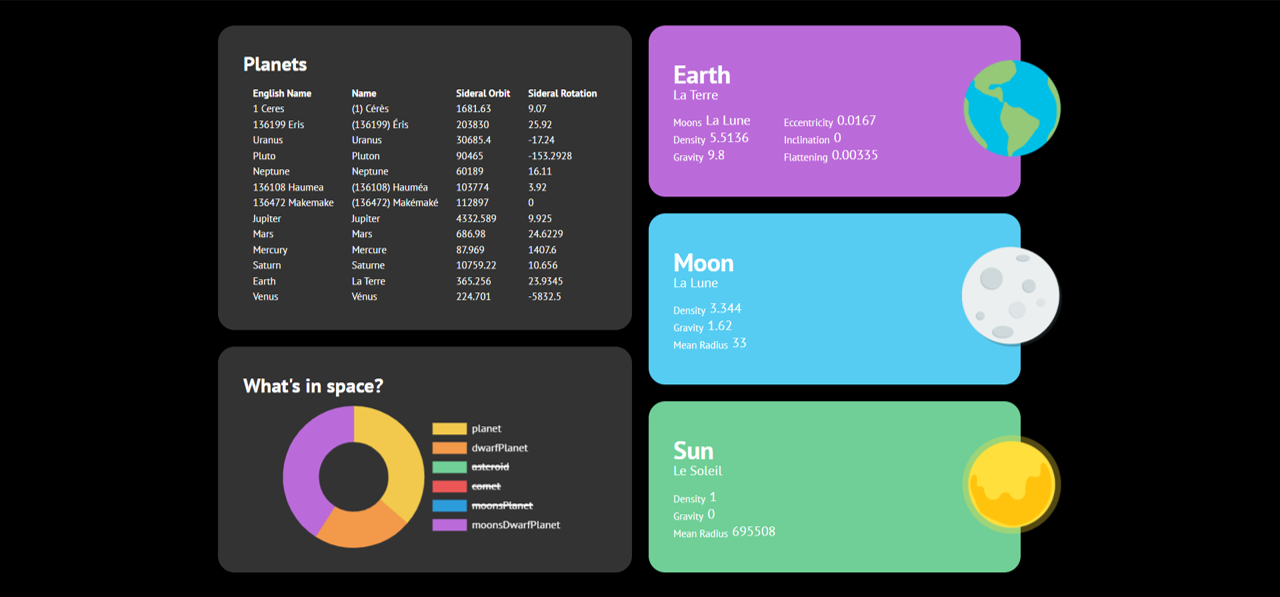 Planets
English Name Name Sideral Orbit Sideral Rotation
1 Ceres (1) Cérès 1681.63 9.07
136199 Eris (136199) Éris 203830 25.92
Uranus Uranus 30685.4 -17.24
Pluto Pluton 90465 -153.2928
Neptune Neptune 60189 16.11
136108 Haumea (136108) Hauméa 103774 3.92
136472 Makemake (136472) Makémaké 112897 0
Jupiter Jupiter 4332.589 9.925
Mars Mars 686.98 24.6229
Mercury Mercure 87.969 1407.6
Saturn Saturne 10759.22 10.656
Earth La Terre 365.256 23.9345
Venus Vénus 224.701 -5832.5
What's in space?
planet
dwarfPlanet
asteroid
comet
moonsPlanet
moonsDwarfPlanet
Earth
La Terre
Moons La Lune Eccentricity 0.0167
Density 5.5136 Inclination 0
Gravity 9.8 Flattening 0.00335
Moon
La Lune
Density 3.344
Gravity 1.62
Mean Radius 33
Sun
Le Soleil
Density 1
Gravity 0
Mean Radius 695508